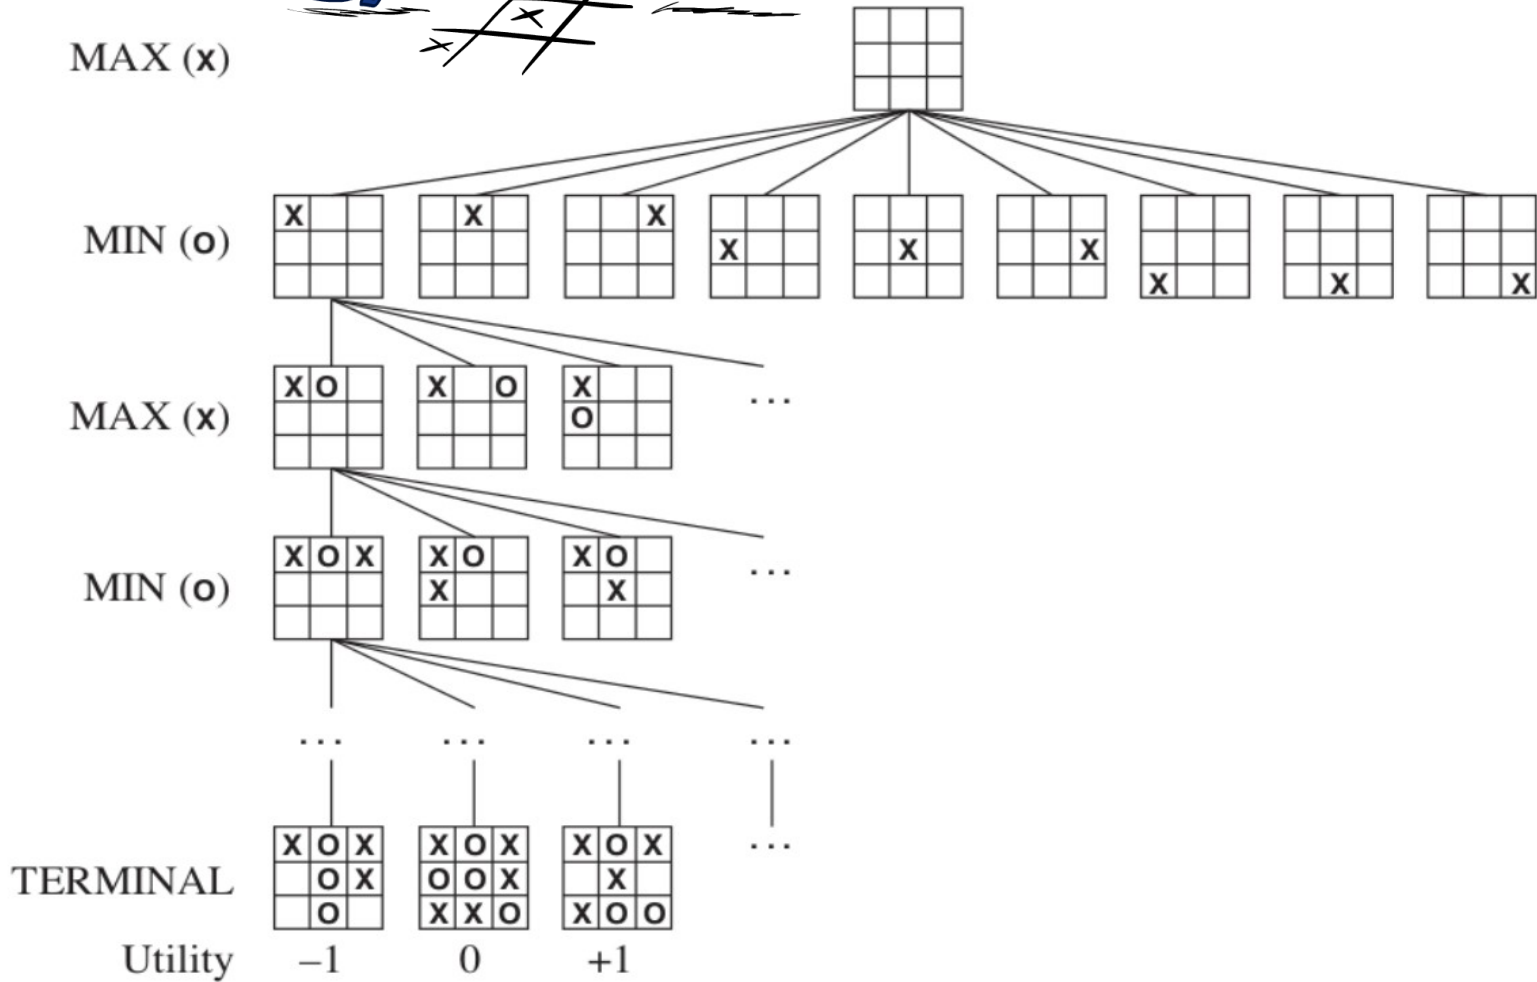 X
X
MAX (X)
MIN (O)
X X X X X X X X X
MAX (X)
X O X O X
O
...
MIN (O)
X O X X O X O
X X
...
... ... ... ...
TERMINAL
X O X X O X X O X
O X O O X X
O X X O X O O
...
Utility –1 0 +1